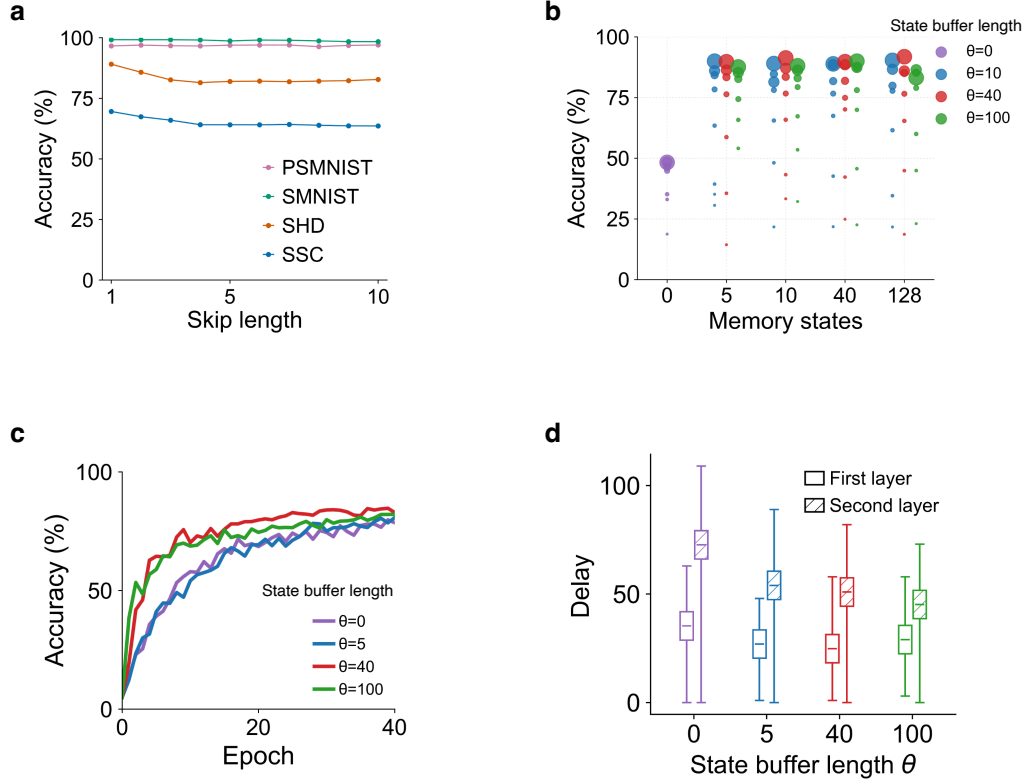 a
100
75
50
25
0
Accuracy (%)
PSMNIST
SMNIST
SHD
SSC
1
5
10
Skip length
b
State buffer length
θ=0
θ=10
θ=40
θ=100
100
75
50
25
0
Accuracy (%)
0
5
10
40
128
Memory states
c
100
50
0
Accuracy (%)
State buffer length
θ=0
θ=5
θ=40
θ=100
0
20
40
Epoch
d
First layer
Second layer
100
50
0
Delay
0
5
40
100
State buffer length θ